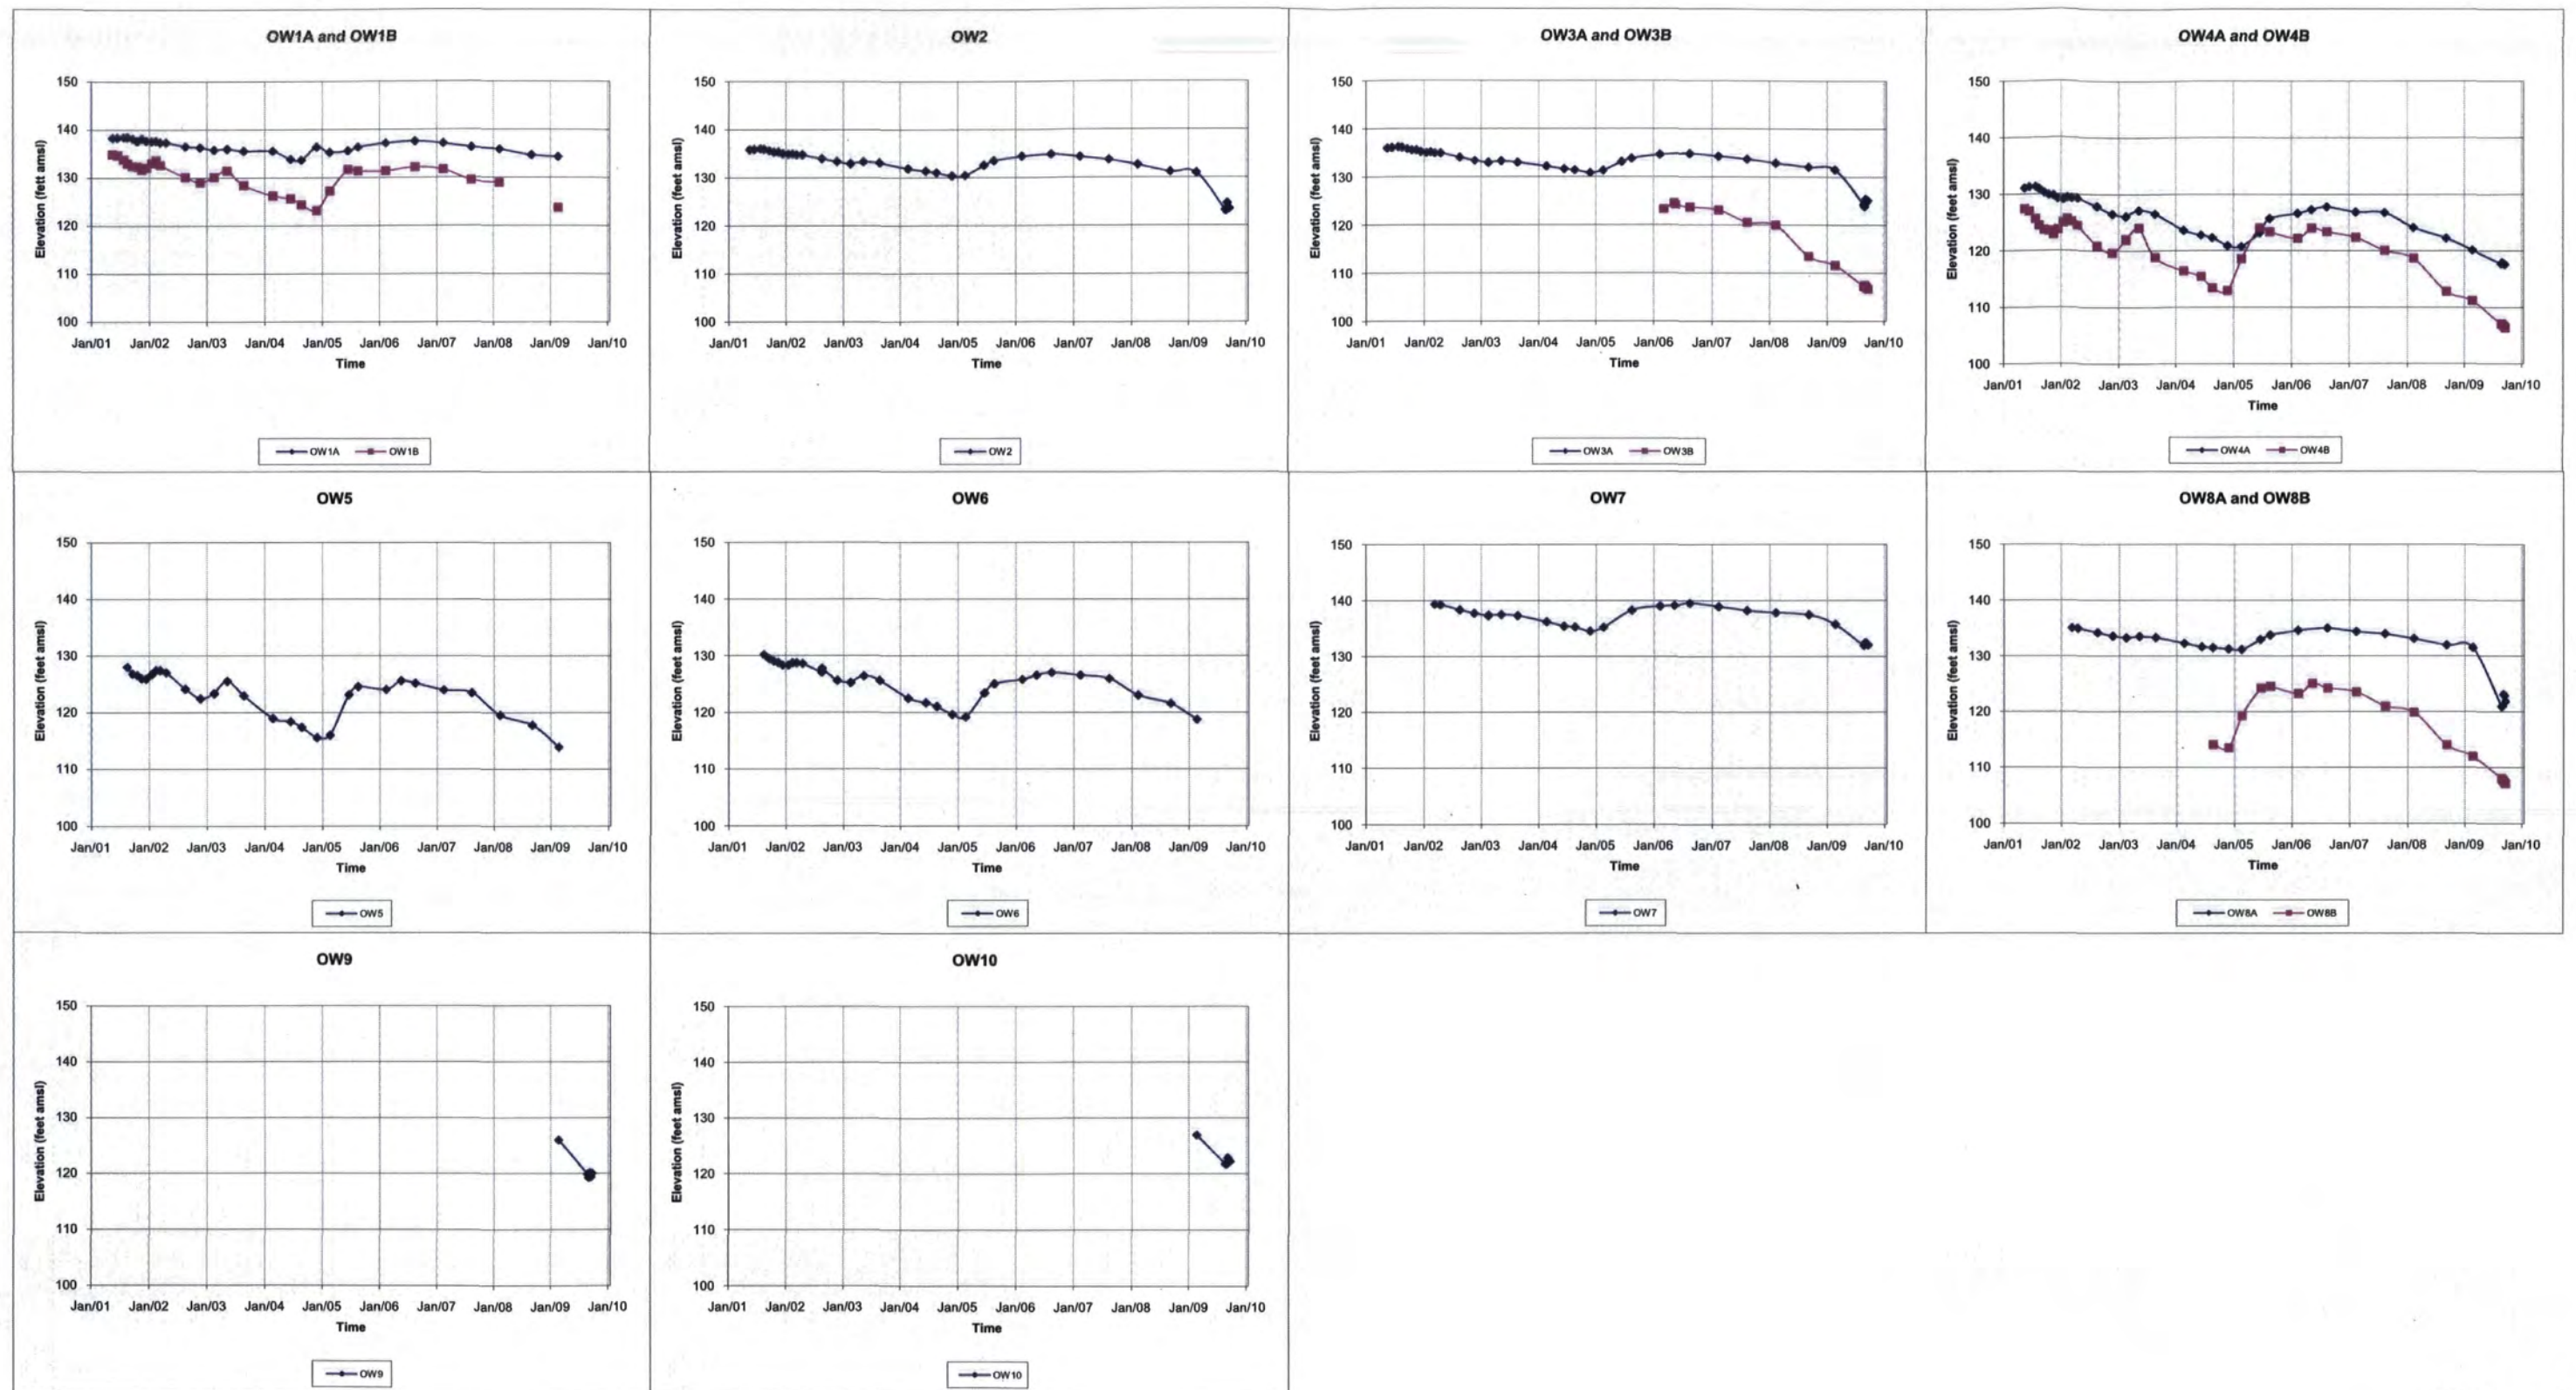 OW1A and OW1B
Elevation (fett amsl)
150
140
130
120
110
100
Jan/01 Jan/02 Jan/03 Jan/04 Jan/05 Jan/06 Jan/07 Jan/08 Jan/09 Jan/10
Time
OW1A OW1B
OW2
Elevation (feet amsl)
150
140
130
120
110
100
Jan/01 Jan/02 Jan/03 Jan/04 Jan/05 Jan/06 Jan/07 Jan/08 Jan/09 Jan/10
Time
OW2
OW3A and OW3B
Elevation (feet amsl)
150
140
130
120
110
100
Jan/01 Jan/02 Jan/03 Jan/04 Jan/05 Jan/06 Jan/07 Jan/08 Jan/09 Jan/10
Time
OW3A OW3B
OW4A and OW4B
Elevation (feet amsl)
150
140
130
120
110
100
Jan/01 Jan/02 Jan/03 Jan/04 Jan/05 Jan/06 Jan/07 Jan/08 Jan/09 Jan/10
Time
OW4A OW4B
OW5
Elevation (feet amsl)
150
140
130
120
110
100
Jan/01 Jan/02 Jan/03 Jan/04 Jan/05 Jan/06 Jan/07 Jan/08 Jan/09 Jan/10
Time
OW5
OW6
Elevation (feet amsl)
150
140
130
120
110
100
Jan/01 Jan/02 Jan/03 Jan/04 Jan/05 Jan/06 Jan/07 Jan/08 Jan/09 Jan/10
Time
OW6
OW7
Elevation (feet amsl)
150
140
130
120
110
100
Jan/01 Jan/02 Jan/03 Jan/04 Jan/05 Jan/06 Jan/07 Jan/08 Jan/09 Jan/10
Time
OW7
OW8A and OW8B
Elevation (feet amsl)
150
140
130
120
110
100
Jan/01 Jan/02 Jan/03 Jan/04 Jan/05 Jan/06 Jan/07 Jan/08 Jan/09 Jan/10
Time
OW8A OW8B
OW9
Elevation (feet amsl)
150
140
130
120
110
100
Jan/01 Jan/02 Jan/03 Jan/04 Jan/05 Jan/06 Jan/07 Jan/08 Jan/09 Jan/10
Time
OW9
OW10
Elevation (feet amsl)
150
140
130
120
110
100
Jan/01 Jan/02 Jan/03 Jan/04 Jan/05 Jan/06 Jan/07 Jan/08 Jan/09 Jan/10
Time
OW10